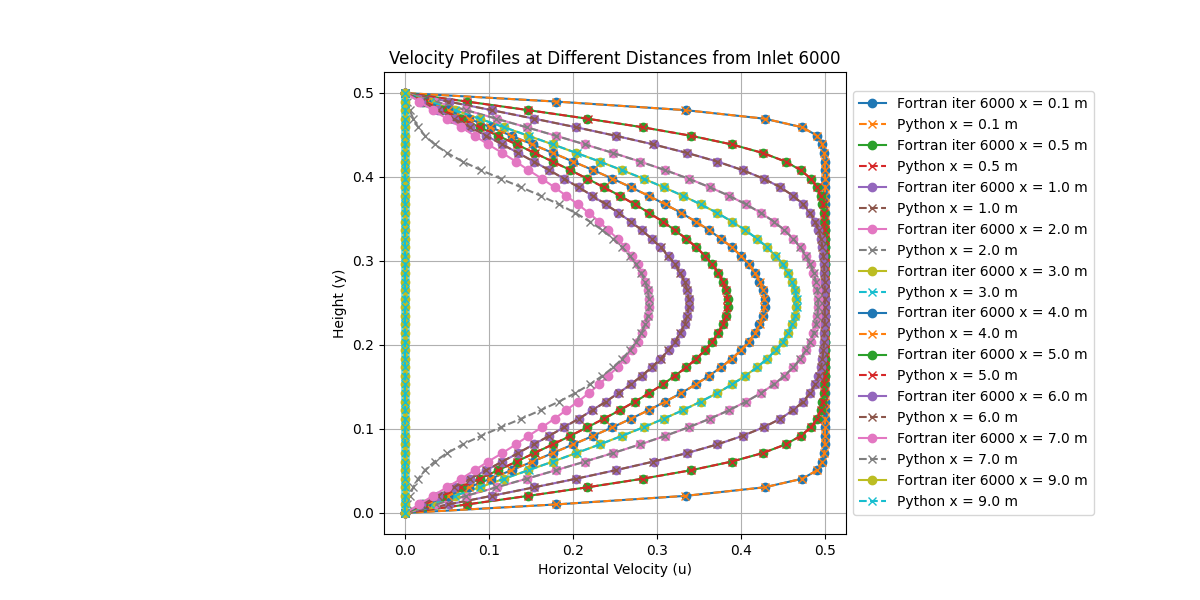 Velocity Profiles at Different Distances from Inlet 6000
0.5
0.4
0.3
0.2
0.1
0.0
Height (y)
0.0 0.1 0.2 0.3 0.4 0.5
Horizontal Velocity (u)
Fortran iter 6000 x = 0.1 m
Python x = 0.1 m
Fortran iter 6000 x = 0.5 m
Python x = 0.5 m
Fortran iter 6000 x = 1.0 m
Python x = 1.0 m
Fortran iter 6000 x = 2.0 m
Python x = 2.0 m
Fortran iter 6000 x = 3.0 m
Python x = 3.0 m
Fortran iter 6000 x = 4.0 m
Python x = 4.0 m
Fortran iter 6000 x = 5.0 m
Python x = 5.0 m
Fortran iter 6000 x = 6.0 m
Python x = 6.0 m
Fortran iter 6000 x = 7.0 m
Python x = 7.0 m
Fortran iter 6000 x = 9.0 m
Python x = 9.0 m